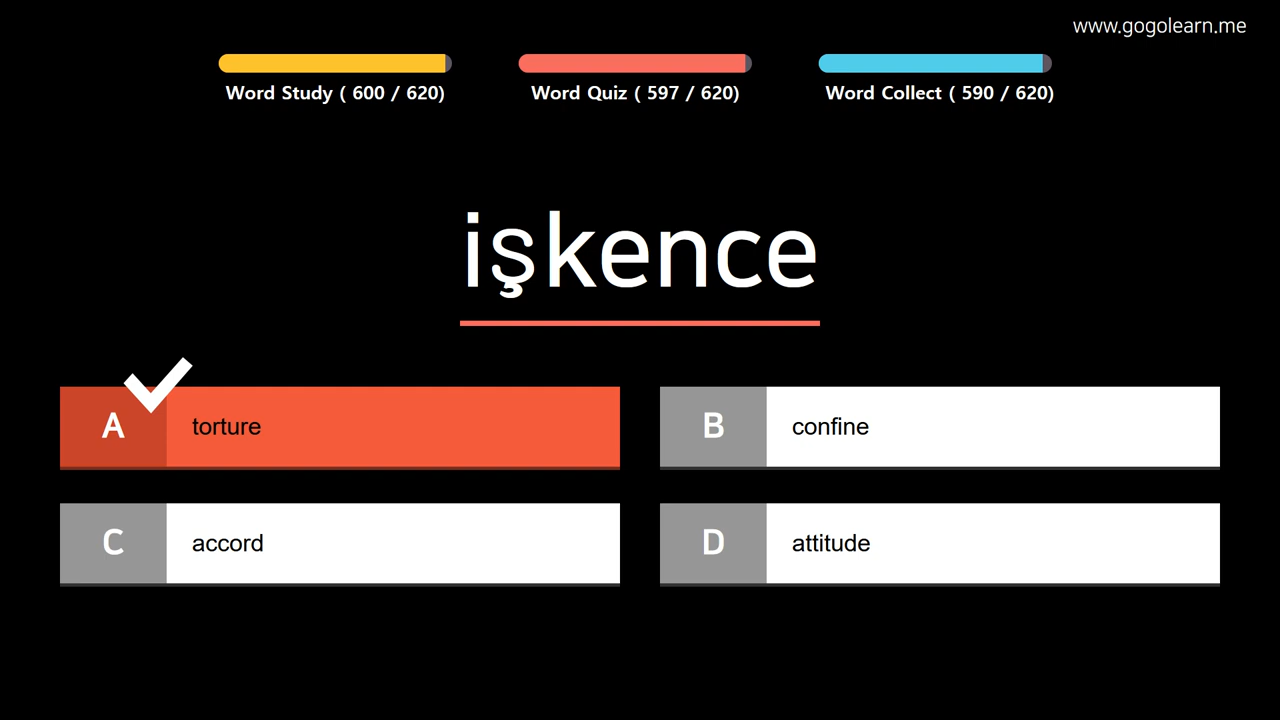 www.gogolearn.me
Word Study ( 600 / 620)
Word Quiz ( 597 / 620)
Word Collect ( 590 / 620)
işkence
A torture
B confine
C accord
D attitude